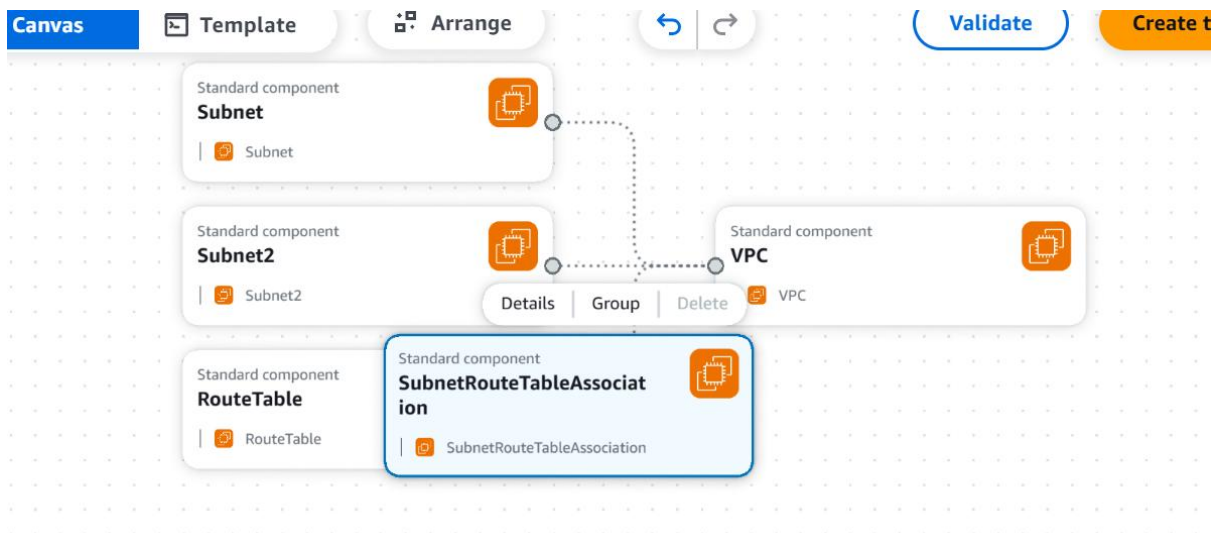 Canvas
Template
Arrange
Validate
Create t
Standard component
Subnet
Subnet
Standard component
Subnet2
Subnet2
Standard component
VPC
VPC
Details
Group
Delete
Standard component
RouteTable
RouteTable
Standard component
SubnetRouteTableAssociat
ion
SubnetRouteTableAssociation